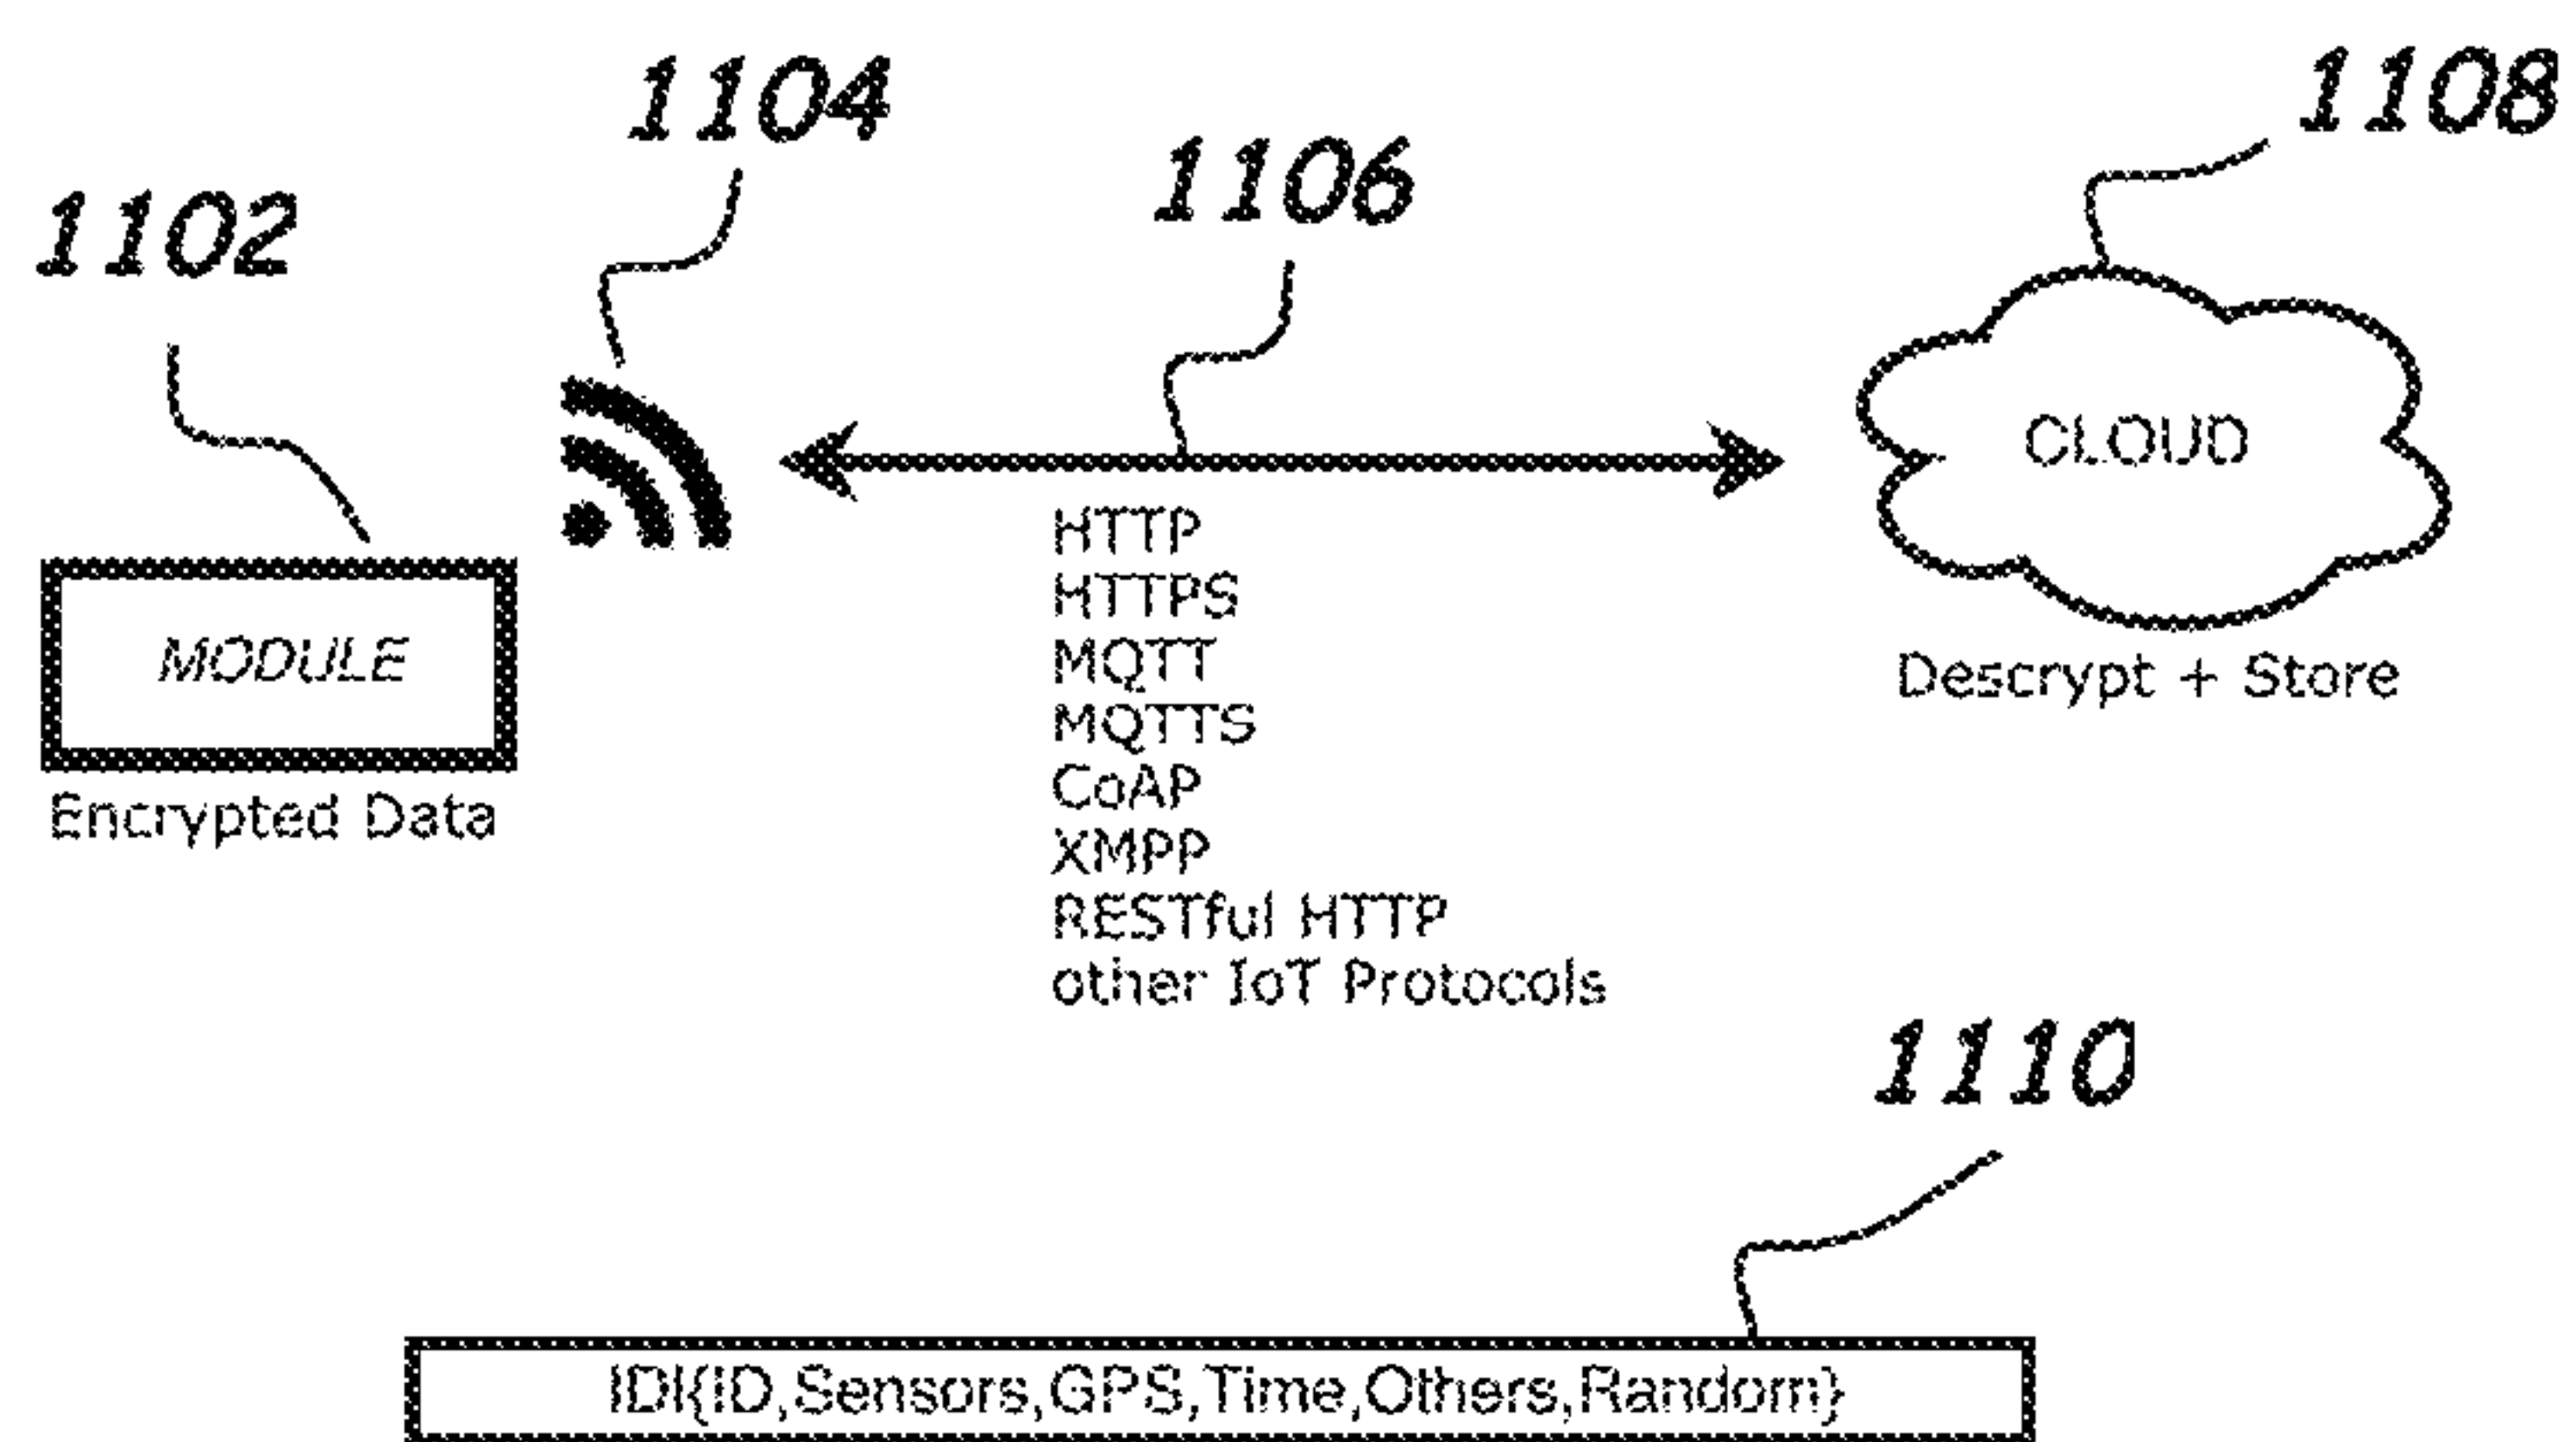 1104
1108
1106
1102
CLOUD
HTTP
HTTPS
MQTT
MQTTS
CoAP
XMPP
RESTful HTTP
other IoT Protocols
MODULE
Encrypted Data
Descrypt + Store
1110
IDI{ID,Sensors,GPS,Time,Others,Random}